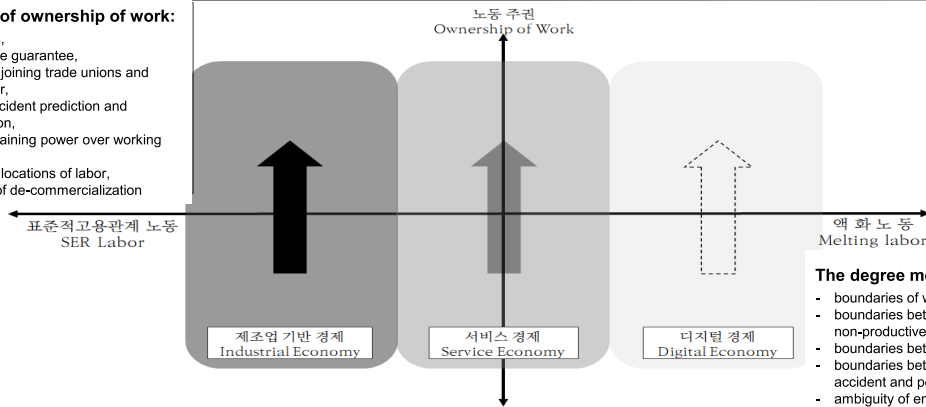 of ownership of work:
e guarantee,
joining trade unions and
r,
cident prediction and
on,
aining power over working
locations of labor,
of de-commercialization
노동 주권
Ownership of Work
표준적고용관계 노동
SER Labor
액 화 노 동
Melting labor
제조업 기반 경제
Industrial Economy
서비스 경제
Service Economy
디지털 경제
Digital Economy
The degree m
- boundaries of
- boundaries bet
non-productive
- boundaries bet
- boundaries bet
accident and p
- ambiguity of e